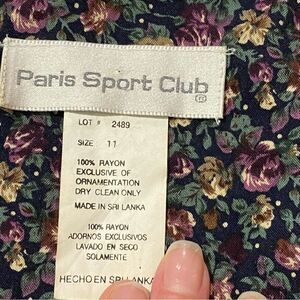 Paris Sport Club
®
LOT # 2489
SIZE 11
100% RAYON
EXCLUSIVE OF
ORNAMENTATION
DRY CLEAN ONLY
MADE IN SRI LANKA
100% RAYON
ADORNOS EXCLUSIVOS
LAVADO EN SECO
SOLAMENTE
HECHO EN SRI LANKA